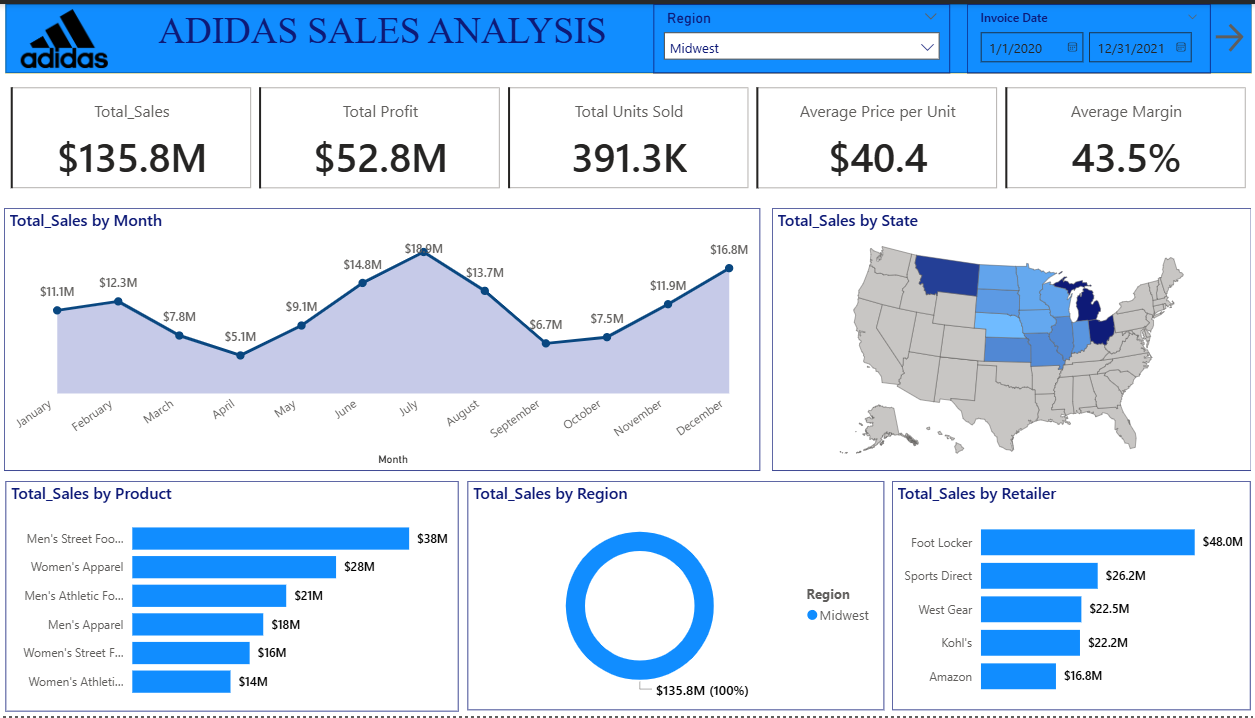 adidas
ADIDAS SALES ANALYSIS
Region
Midwest
Invoice Date
1/1/2020
12/31/2021
Total_Sales
$135.8M
Total Profit
$52.8M
Total Units Sold
391.3K
Average Price per Unit
$40.4
Average Margin
43.5%
Total_Sales by Month
$11.1M
$12.3M
$7.8M
$5.1M
$9.1M
$14.8M
$18.9M
$13.7M
$6.7M
$7.5M
$11.9M
$16.8M
January
February
March
April
May
June
July
August
September
October
November
December
Month
Total_Sales by State
Total_Sales by Product
Men's Street Foo... $38M
Women's Apparel $28M
Men's Athletic Fo... $21M
Men's Apparel $18M
Women's Street F... $16M
Women's Athleti... $14M
Total_Sales by Region
Region
Midwest
$135.8M (100%)
Total_Sales by Retailer
Foot Locker $48.0M
Sports Direct $26.2M
West Gear $22.5M
Kohl's $22.2M
Amazon $16.8M